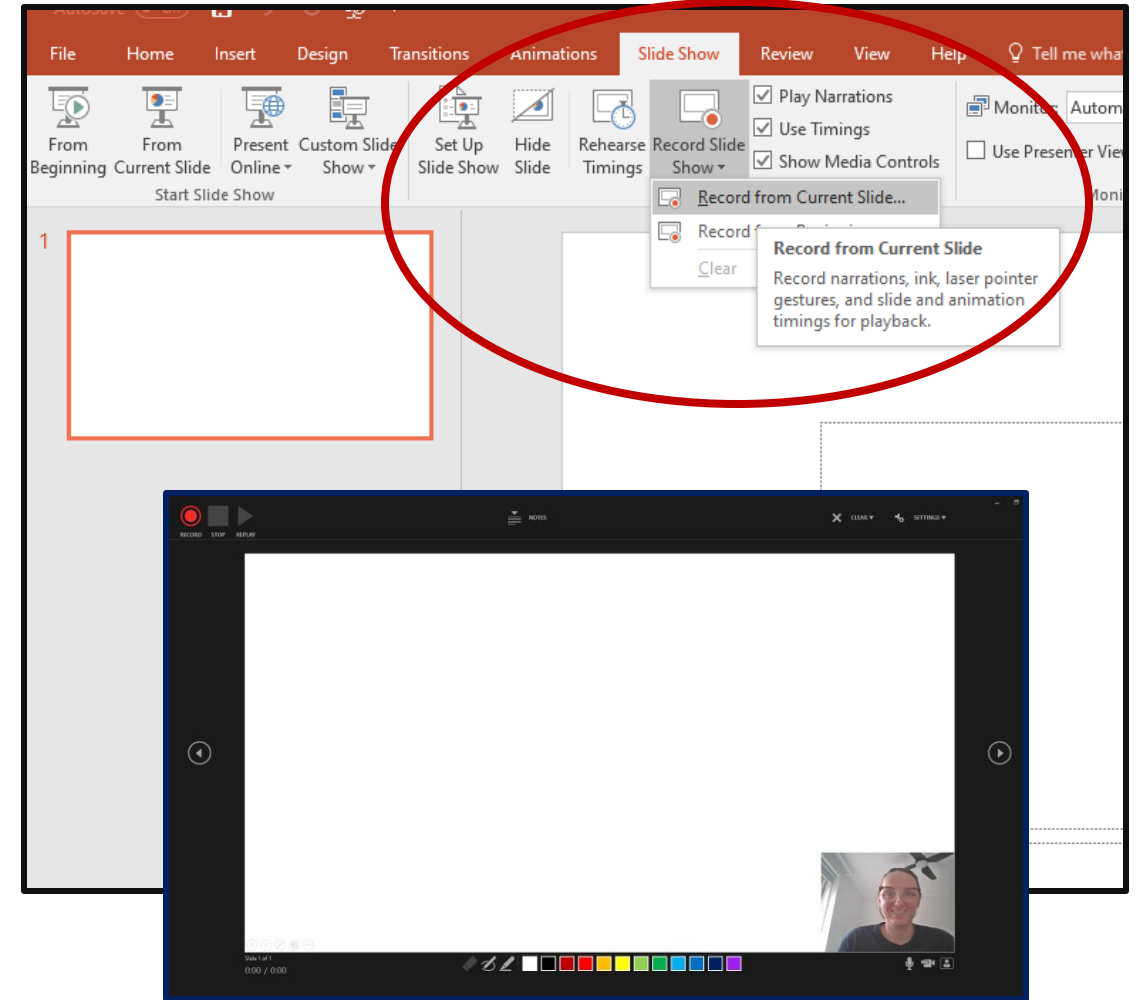 File Home Insert Design Transitions Animations Slide Show Review View Help Tell me what
From Beginning
From Current Slide
Present Online
Custom Slide Show
Set Up Slide Show
Hide Slide
Rehearse Timings
Record Slide Show
Play Narrations
Use Timings
Show Media Controls
Monitor: Autom
Use Presenter View
Start Slide Show
Moni
Record from Current Slide...
Record
Clear
Record from Current Slide
Record narrations, ink, laser pointer
gestures, and slide and animation
timings for playback.
1
RECORD STOP REPLAY
NOTES
CLEAR SETTINGS
Slide 1 of 1
0:00 / 0:00